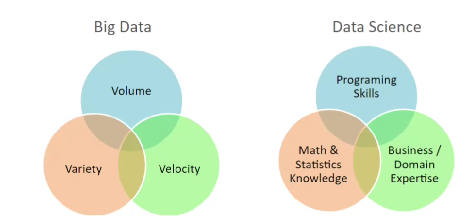 Big Data
Volume
Variety
Velocity
Data Science
Programing
Skills
Math &
Statistics
Knowledge
Business /
Domain
Expertise